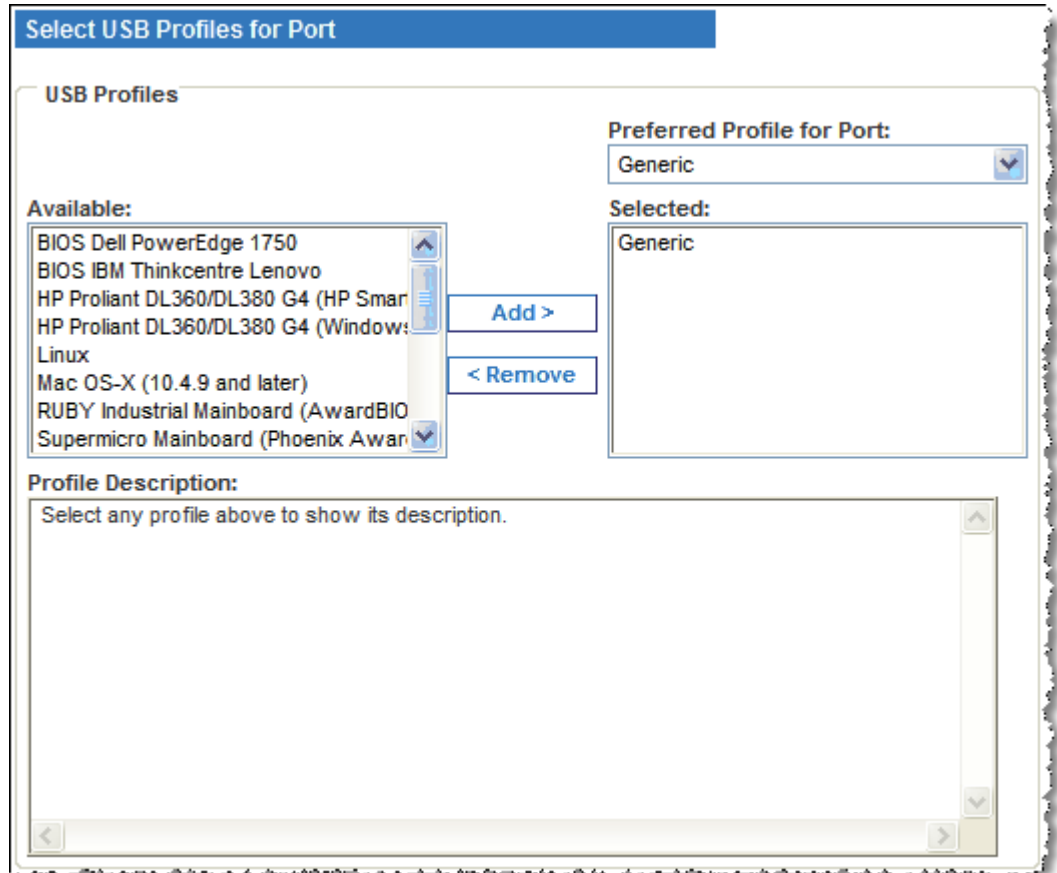 Select USB Profiles for Port
USB Profiles
Preferred Profile for Port:
Generic
Available:
BIOS Dell PowerEdge 1750
BIOS IBM Thinkcentre Lenovo
HP Proliant DL360/DL380 G4 (HP Smar
HP Proliant DL360/DL380 G4 (Windows
Linux
Mac OS-X (10.4.9 and later)
RUBY Industrial Mainboard (AwardBIO
Supermicro Mainboard (Phoenix Awar
Add >
< Remove
Selected:
Generic
Profile Description:
Select any profile above to show its description.